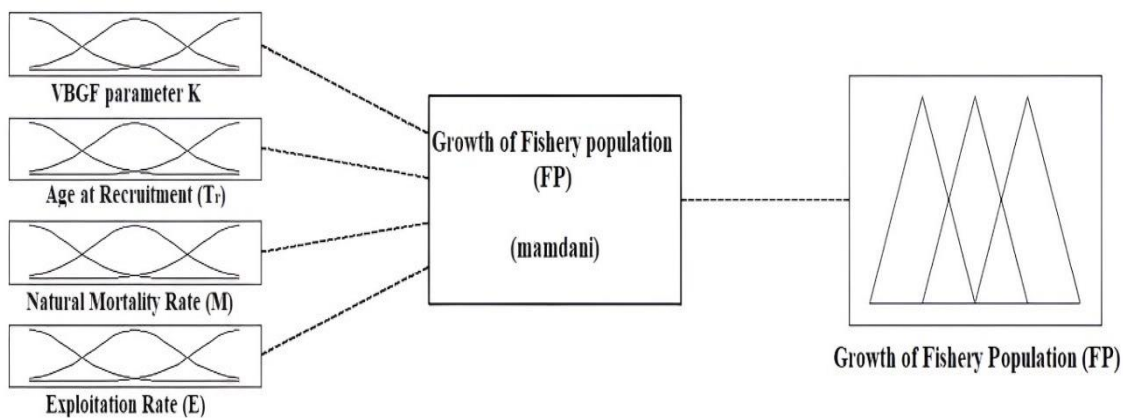 VBGF parameter K
Age at Recruitment (Tr)
Natural Mortality Rate (M)
Exploitation Rate (E)
Growth of Fishery population
(FP)
(mamdani)
Growth of Fishery Population (FP)